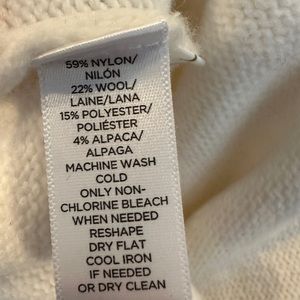 59% NYLON/
NILÓN
22% WOOL/
LAINE/LANA
15% POLYESTER/
POLIÉSTER
4% ALPACA/
ALPAGA
MACHINE WASH
COLD
ONLY NON-
CHLORINE BLEACH
WHEN NEEDED
RESHAPE
DRY FLAT
COOL IRON
IF NEEDED
OR DRY CLEAN